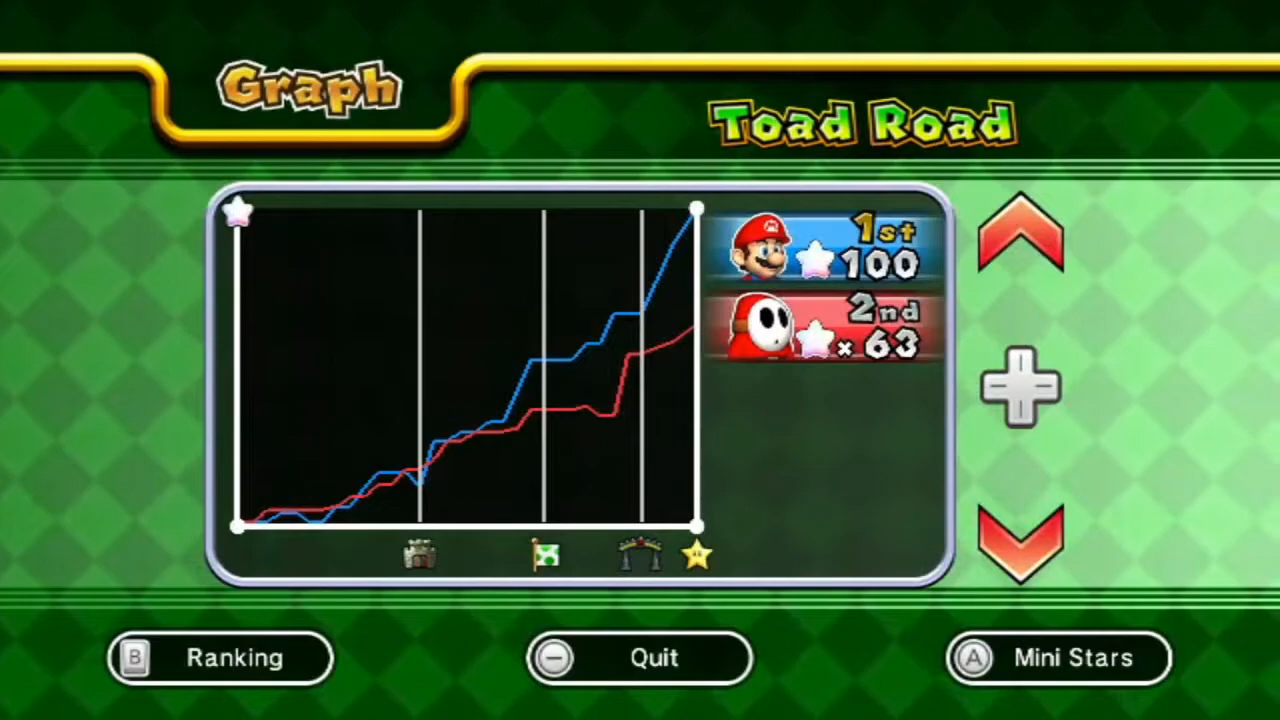 Graph
Toad Road
1st
100
2nd
× 63
B Ranking
− Quit
A Mini Stars